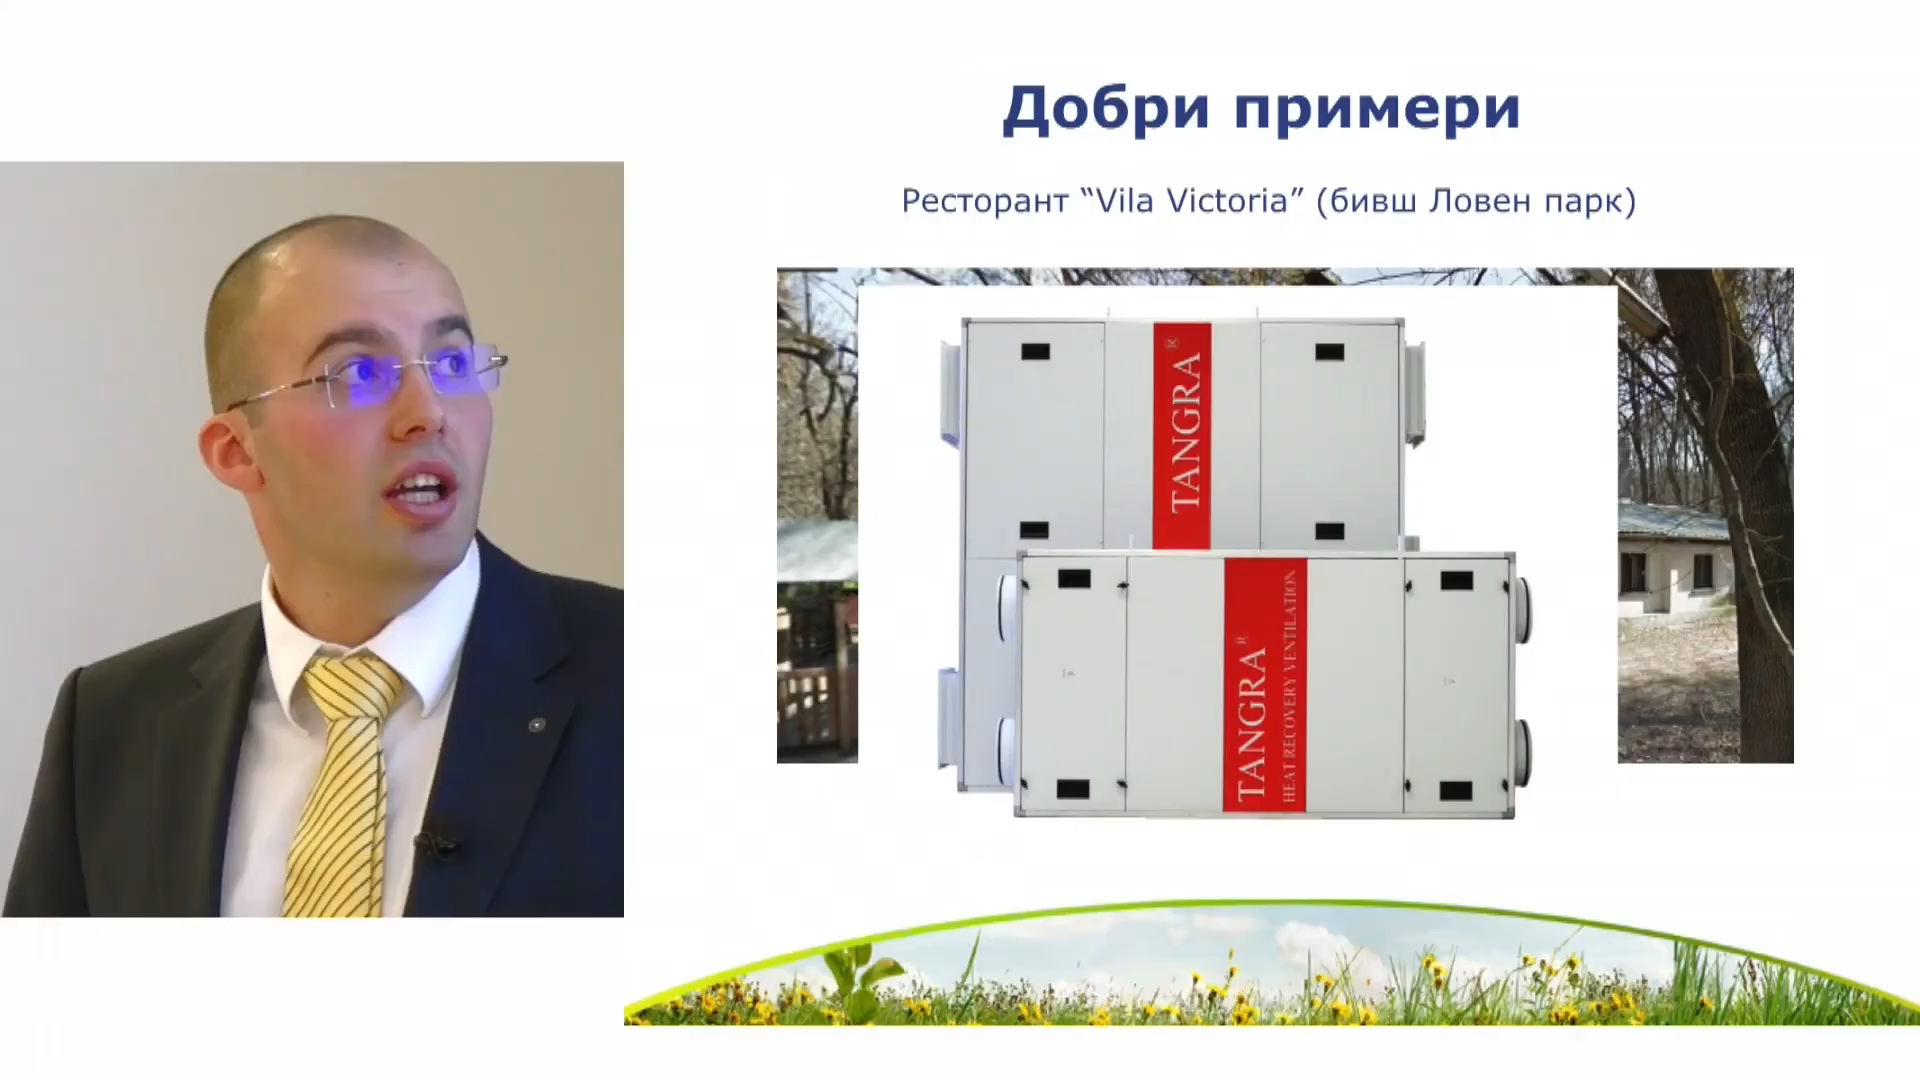 Добри примери
Ресторант “Vila Victoria” (бивш Ловен парк)
TANGRA®
TANGRA®
HEAT RECOVERY VENTILATION